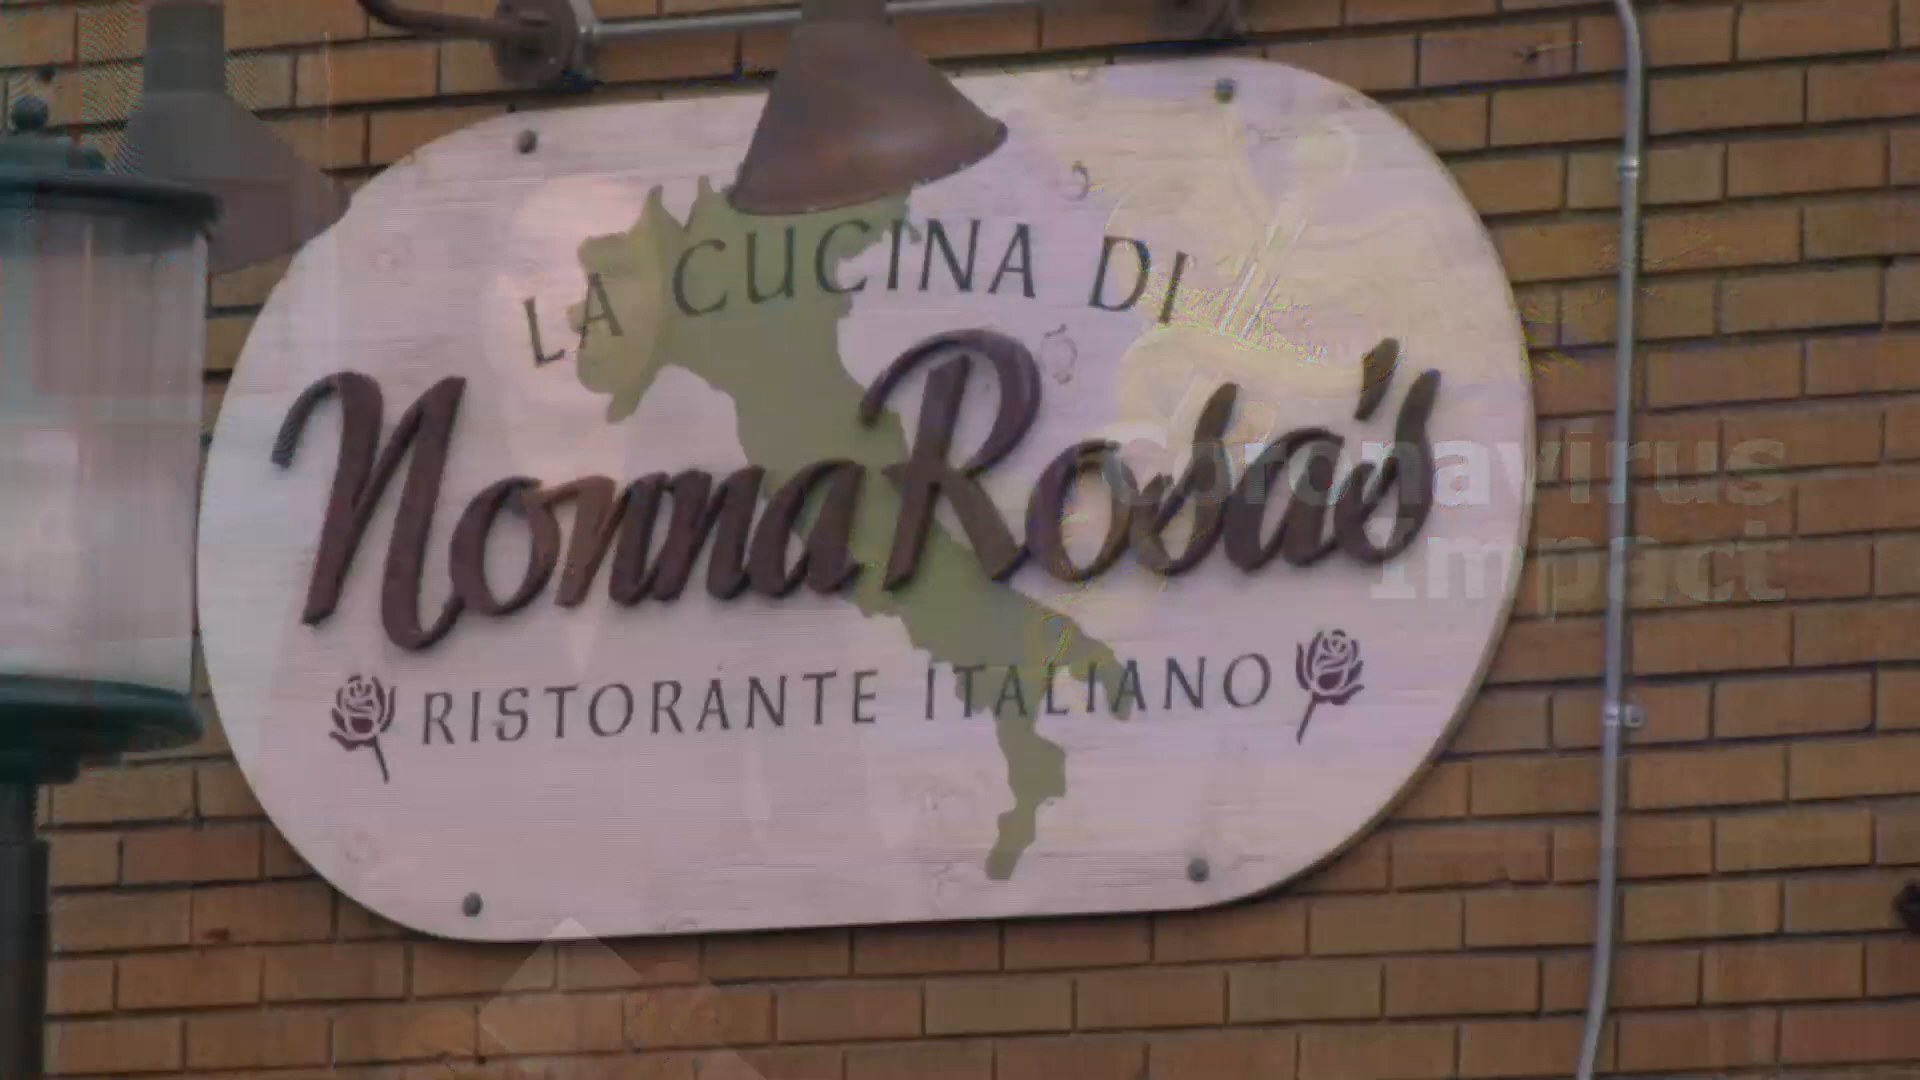 LA CUCINA DI
Nonna Rosa's
RISTORANTE ITALIANO
Coronavirus
Impact